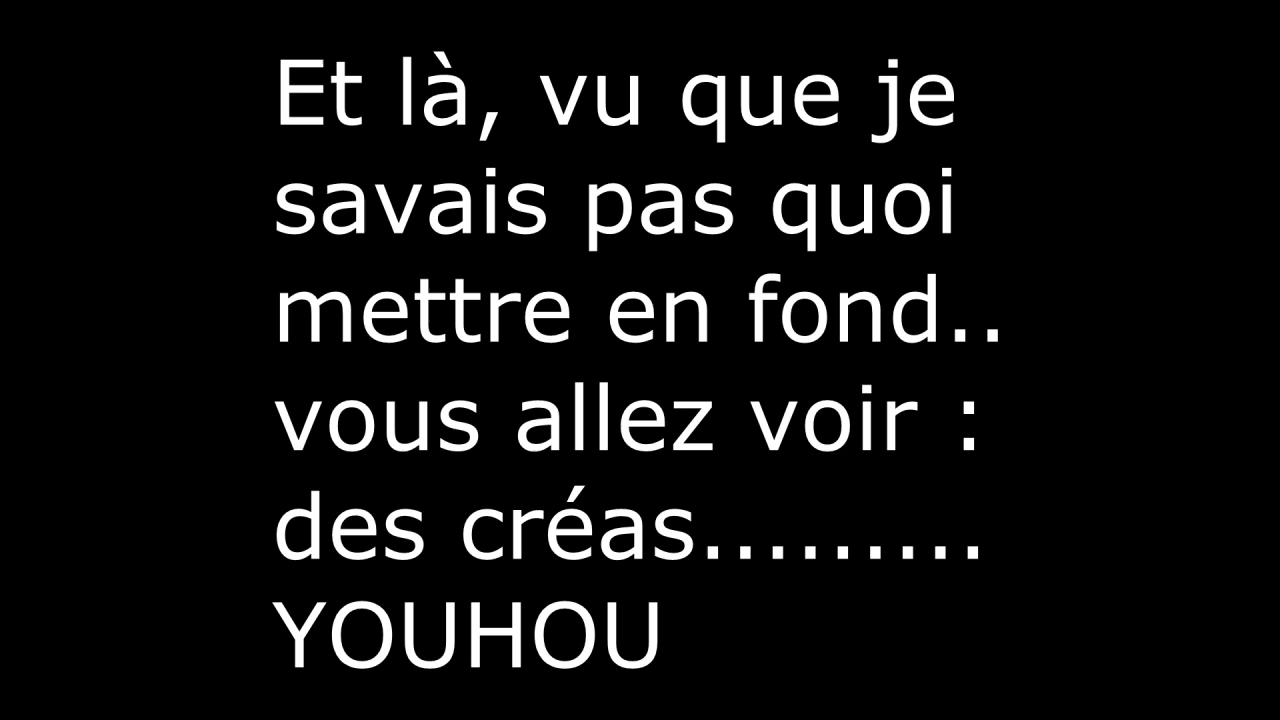 Et là, vu que je
savais pas quoi
mettre en fond..
vous allez voir :
des créas.........
YOUHOU